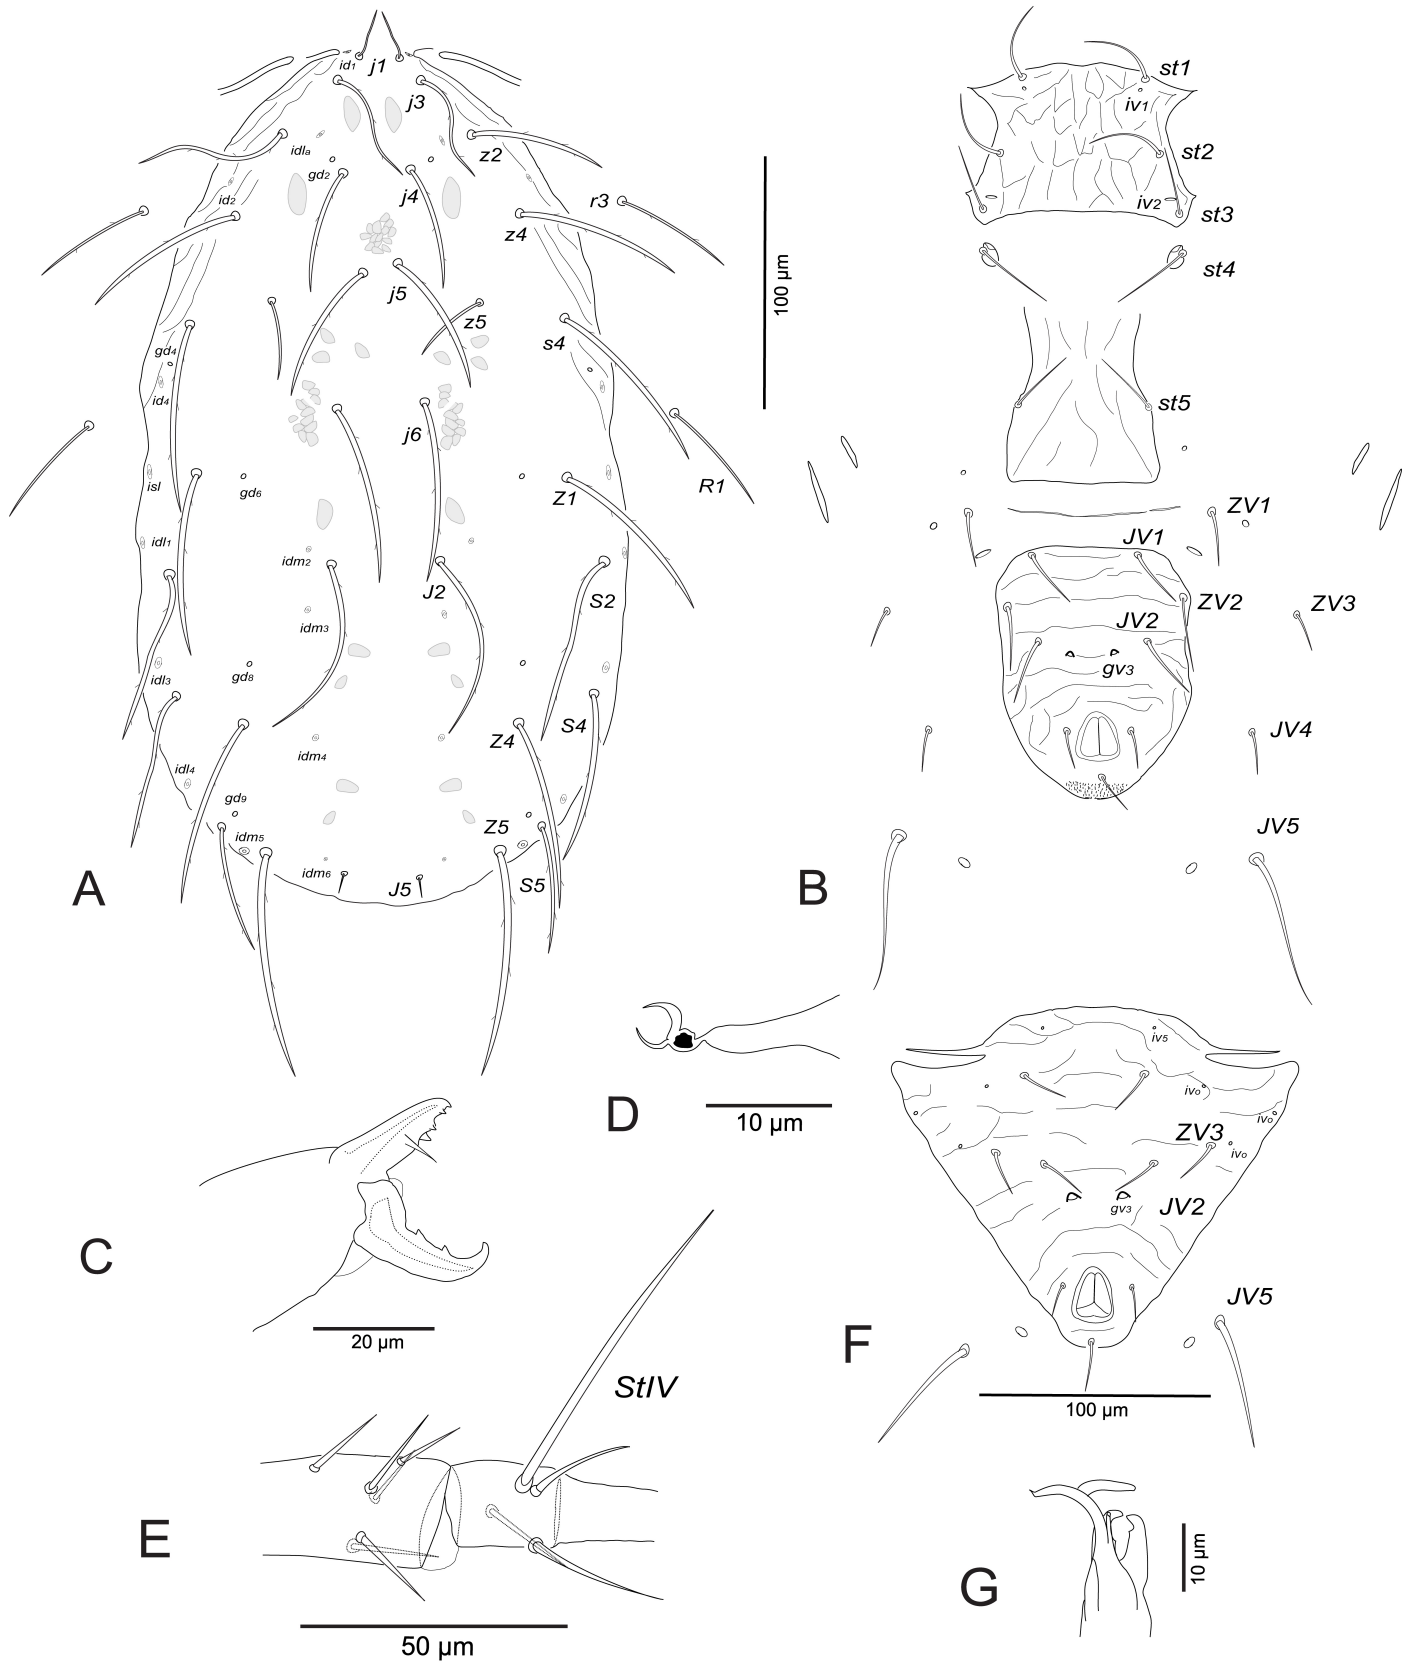 id1 j1
j3
idla z2
gd2
j4
id2 r3
z4
j5
z5
gd4 s4
id4
j6
isl gd6 Z1 R1
idl1
idm2
J2 S2
idm3
idl3 gd8
S4
Z4
idm4
idl4
gd9
idm5 Z5
idm6 J5 S5
A
100 µm
st1
iv1
st2
iv2 st3
st4
st5
ZV1
JV1
ZV2 ZV3
JV2
gv3
JV4
JV5
B
C
20 µm
D
10 µm
StIV
E
50 µm
iv5
ivo
ivo
ZV3
ivo
gv3 JV2
JV5
F
100 µm
G
10 µm